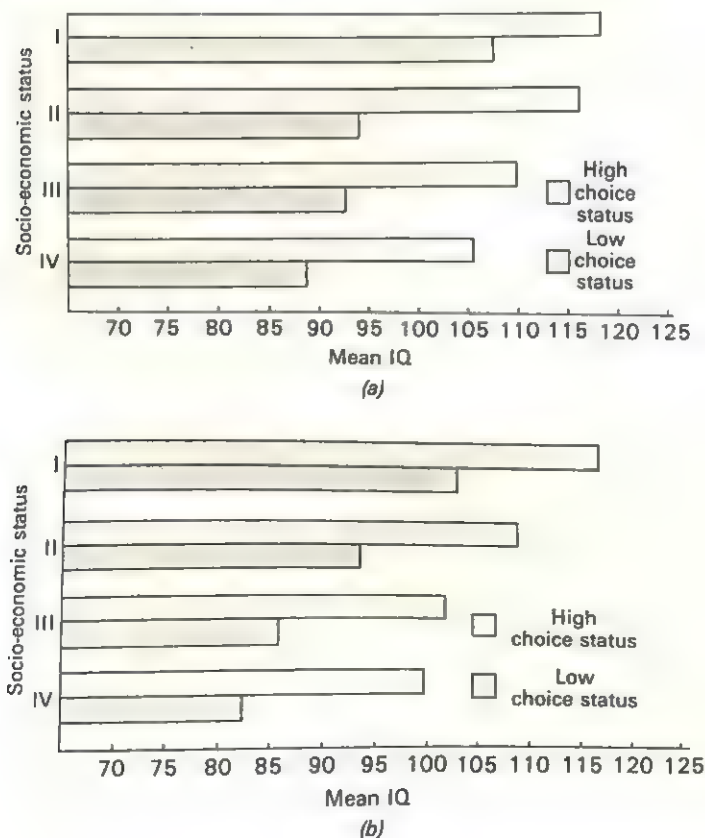 Socio-economic status
I
II
III
IV
High
choice
status
Low
choice
status
70 75 80 85 90 95 100 105 110 115 120 125
Mean IQ
(a)
Socio-economic status
I
II
III
IV
High
choice status
Low
choice status
70 75 80 85 90 95 100 105 110 115 120 125
Mean IQ
(b)